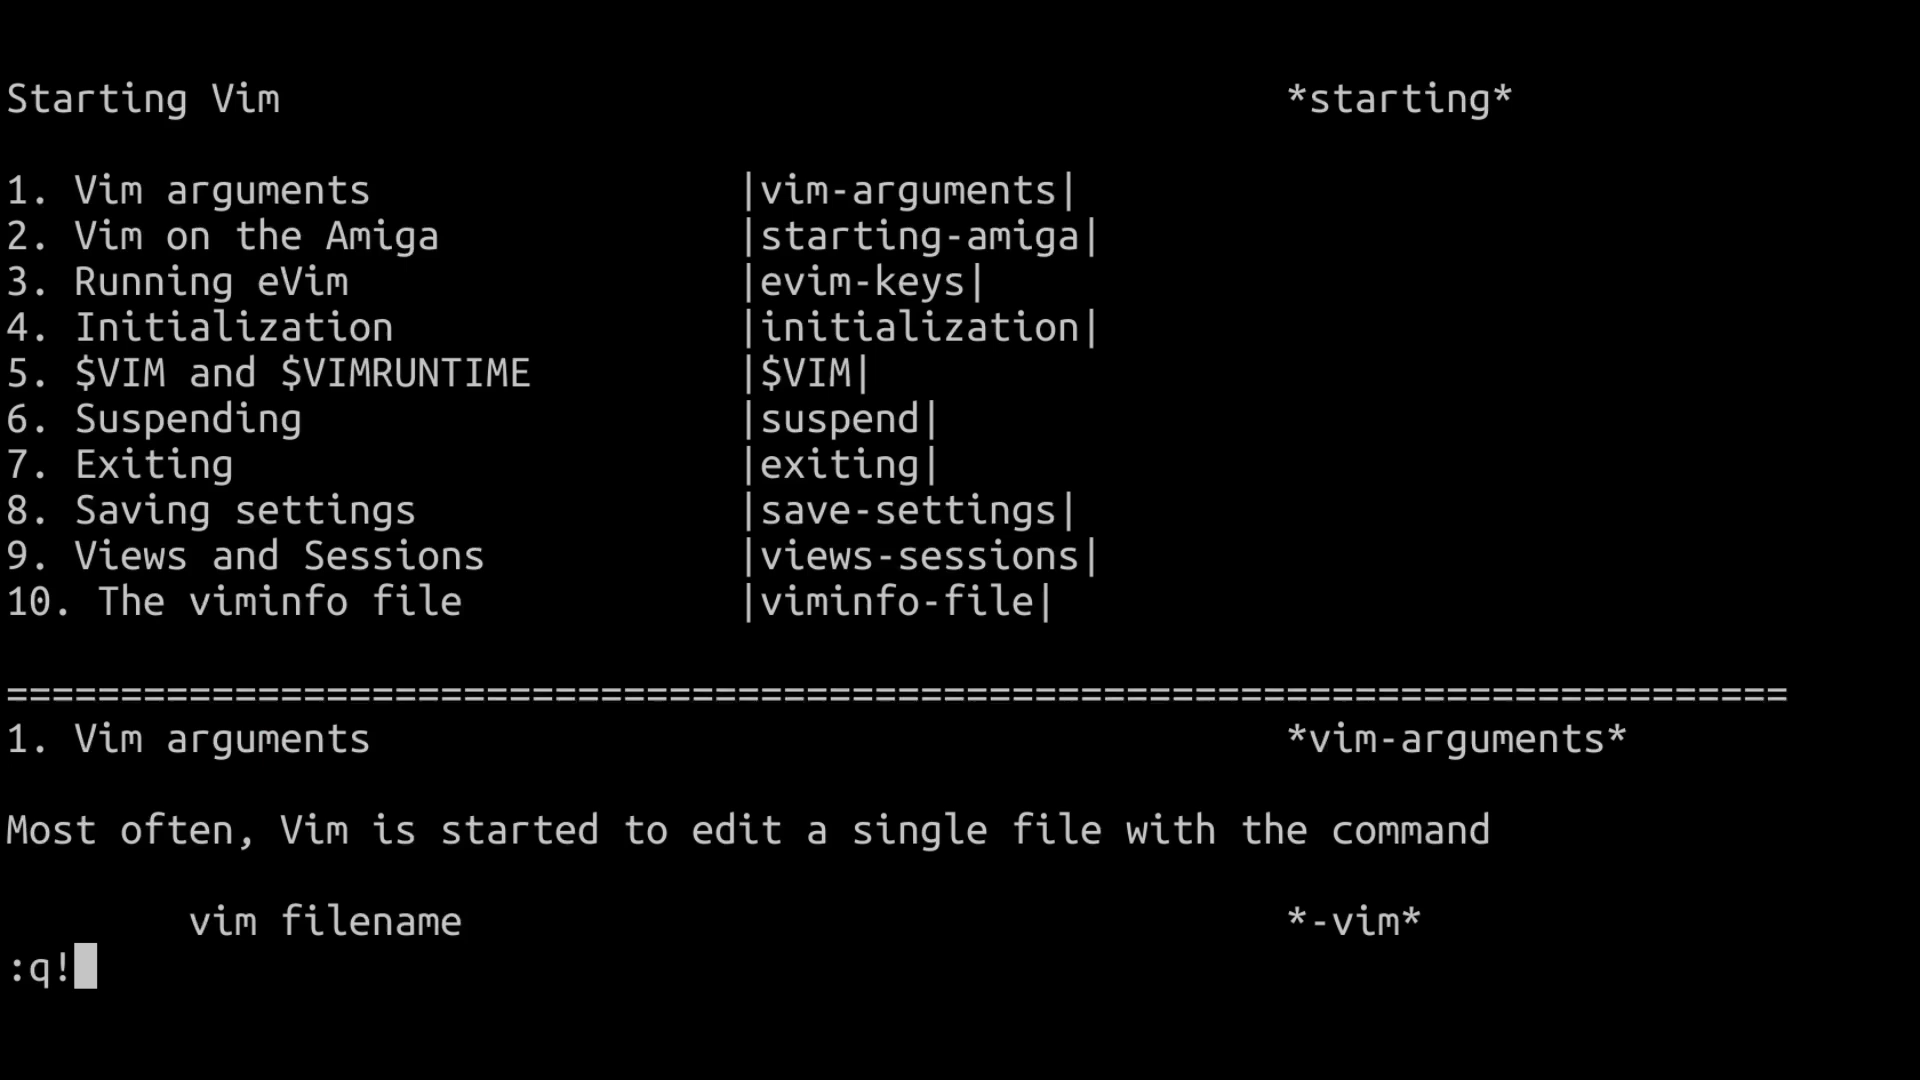 Starting Vim *starting*
1. Vim arguments |vim-arguments|
2. Vim on the Amiga |starting-amiga|
3. Running eVim |evim-keys|
4. Initialization |initialization|
5. $VIM and $VIMRUNTIME |$VIM|
6. Suspending |suspend|
7. Exiting |exiting|
8. Saving settings |save-settings|
9. Views and Sessions |views-sessions|
10. The viminfo file |viminfo-file|
==============================================================================
1. Vim arguments *vim-arguments*
Most often, Vim is started to edit a single file with the command
vim filename *-vim*
:q!